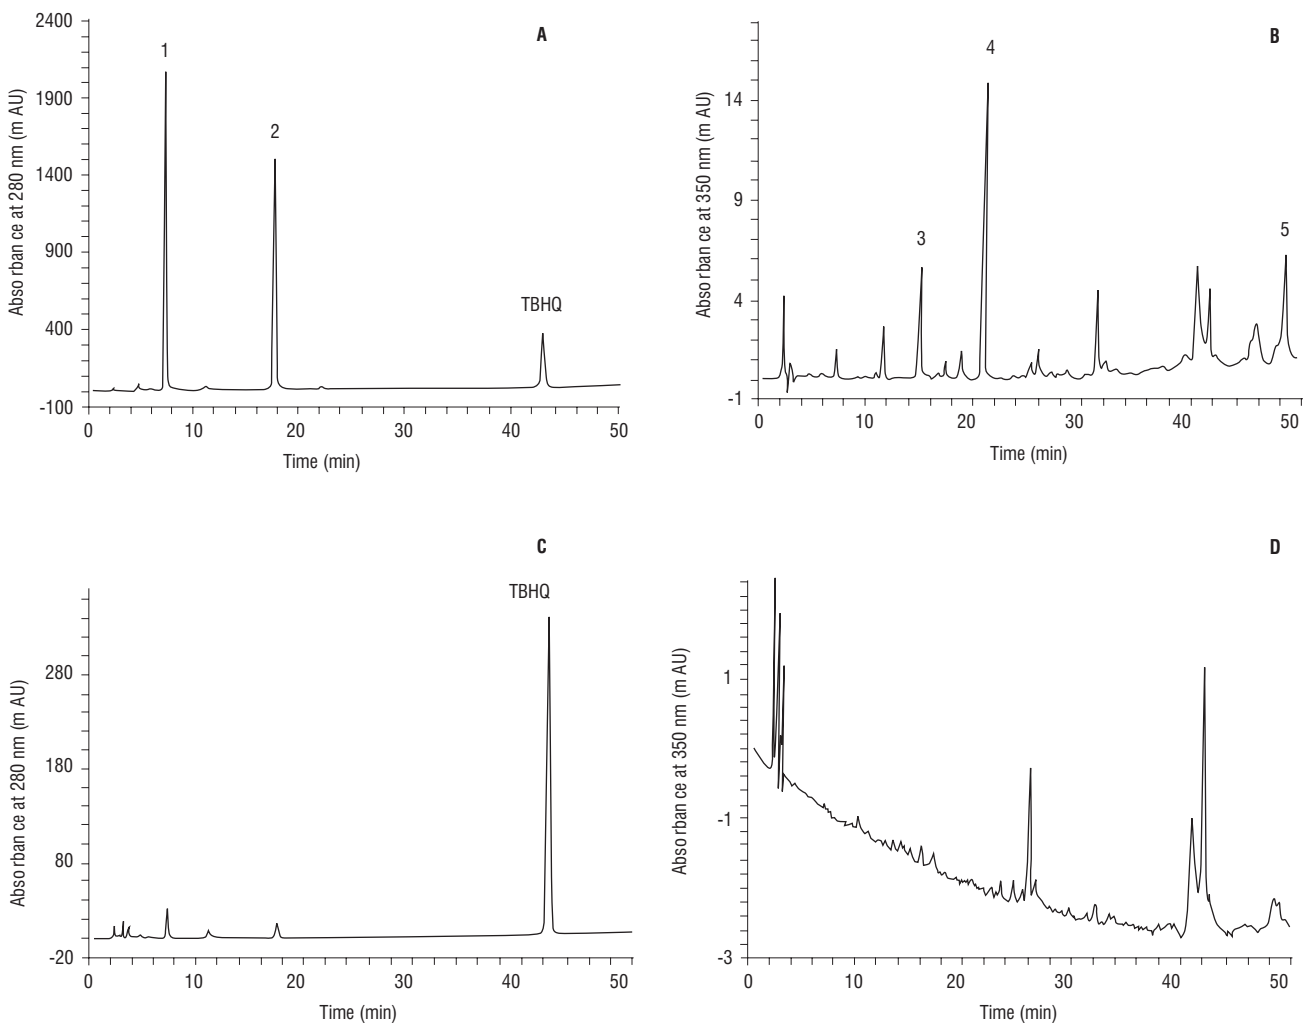 A
2400
1900
1400
900
400
-100
Abso rban ce at 280 nm (m AU)
1
2
TBHQ
0 10 20 30 40 50
Time (min)
B
14
9
4
-1
Abso rban ce at 350 nm (m AU)
3
4
5
0 10 20 30 40 50
Time (min)
C
TBHQ
280
180
80
-20
Abso rban ce at 280 nm (m AU)
0 10 20 30 40 50
Time (min)
D
1
-1
-3
Abso rban ce at 350 nm (m AU)
0 10 20 30 40 50
Time (min)